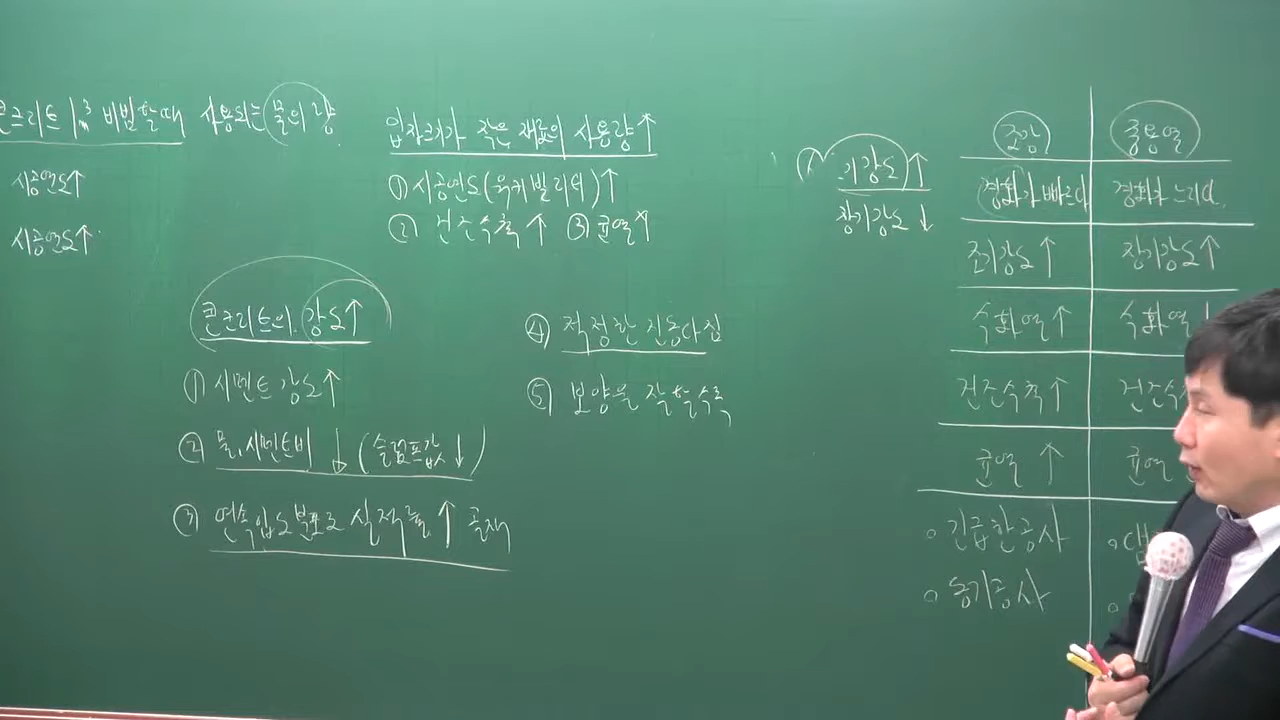 콘크리트 1m³ 비빔할때 사용되는 물의 량
시공연도↑
시공연도↑
입자크기가 작은 재료의 사용량↑
① 시공연도(워커빌리티)↑
② 건조수축↑ ③ 균열↑
콘크리트의 강도↑
① 시멘트 강도↑
② 물.시멘트비↓(슬럼프값↓)
③ 연속입도분포로 실적률↑ 골재
④ 적정한 진동다짐
⑤ 보양을 잘할수록
기강도↑
장기강도↓
조강 중용열
경화가 빠르다 경화가 느리다.
조기강도↑ 장기강도↑
수화열↑ 수화열↓
건조수축↑ 건조수
균열↑ 균열
◦긴급한공사
◦동기공사